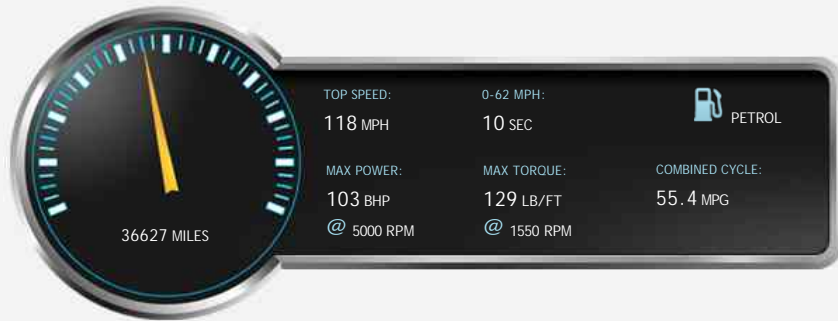 TOP SPEED:
118 MPH
0-62 MPH:
10 SEC
PETROL
MAX POWER:
103 BHP
@ 5000 RPM
MAX TORQUE:
129 LB/FT
@ 1550 RPM
COMBINED CYCLE:
55.4 MPG
36627 MILES